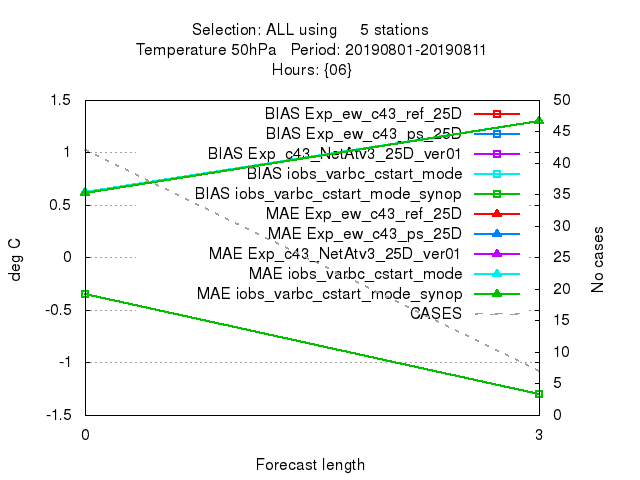 Selection: ALL using 5 stations
Temperature 50hPa Period: 20190801-20190811
Hours: {06}
1.5
1
0.5
0
-0.5
-1
-1.5
deg C
50
45
40
35
30
25
20
15
10
5
0
No cases
BIAS Exp_ew_c43_ref_25D
BIAS Exp_ew_c43_ps_25D
BIAS Exp_c43_NetAtv3_25D_ver01
BIAS iobs_varbc_cstart_mode
BIAS iobs_varbc_cstart_mode_synop
MAE Exp_ew_c43_ref_25D
MAE Exp_ew_c43_ps_25D
MAE Exp_c43_NetAtv3_25D_ver01
MAE iobs_varbc_cstart_mode
MAE iobs_varbc_cstart_mode_synop
CASES
0 3
Forecast length